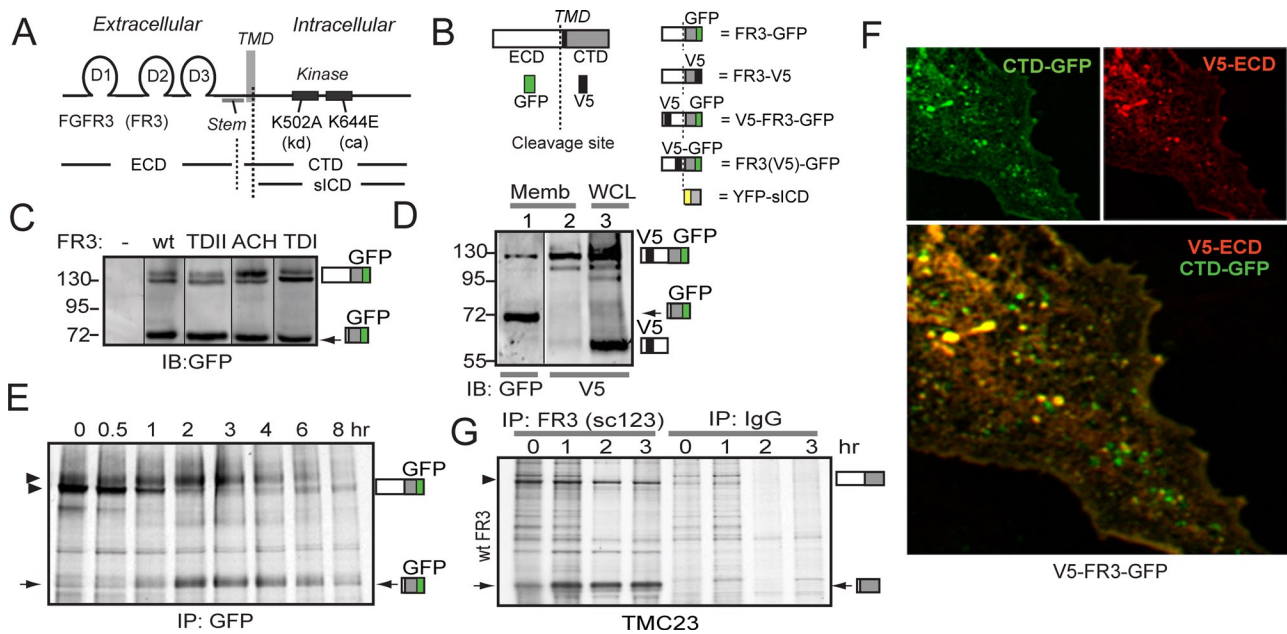 A
Extracellular
Intracellular
TMD
D1
D2
D3
Kinase
FGFR3
(FR3)
Stem
K502A
K644E
(kd)
(ca)
ECD
CTD
sICD
B
TMD
ECD
CTD
GFP
V5
Cleavage site
GFP
= FR3-GFP
V5
= FR3-V5
V5
GFP
= V5-FR3-GFP
V5-GFP
= FR3(V5)-GFP
= YFP-sICD
C
FR3: - wt TDII ACH TDI
130
95
72
GFP
GFP
IB:GFP
D
Memb
WCL
1 2 3
130
95
72
55
V5 GFP
GFP
V5
IB: GFP V5
E
0 0.5 1 2 3 4 6 8 hr
GFP
GFP
IP: GFP
F
CTD-GFP
V5-ECD
V5-ECD
CTD-GFP
V5-FR3-GFP
G
IP: FR3 (sc123)
IP: IgG
0 1 2 3 0 1 2 3 hr
wt FR3
TMC23